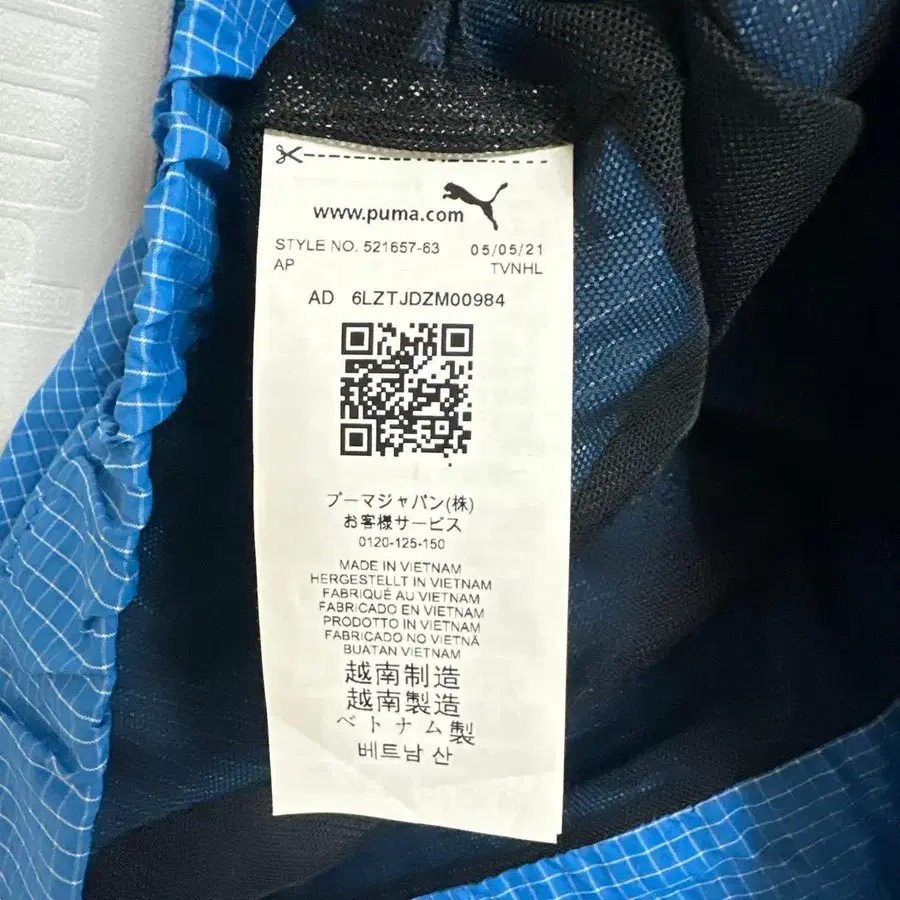 www.puma.com
STYLE NO. 521657-63 05/05/21
AP TVNHL
AD 6LZTJDZM00984
プーマジャパン(株)
お客様サービス
0120-125-150
MADE IN VIETNAM
HERGESTELLT IN VIETNAM
FABRIQUÉ AU VIETNAM
FABRICADO EN VIETNAM
PRODOTTO IN VIETNAM
FABRICADO NO VIETNÃ
BUATAN VIETNAM
越南制造
越南製造
ベトナム製
베트남 산